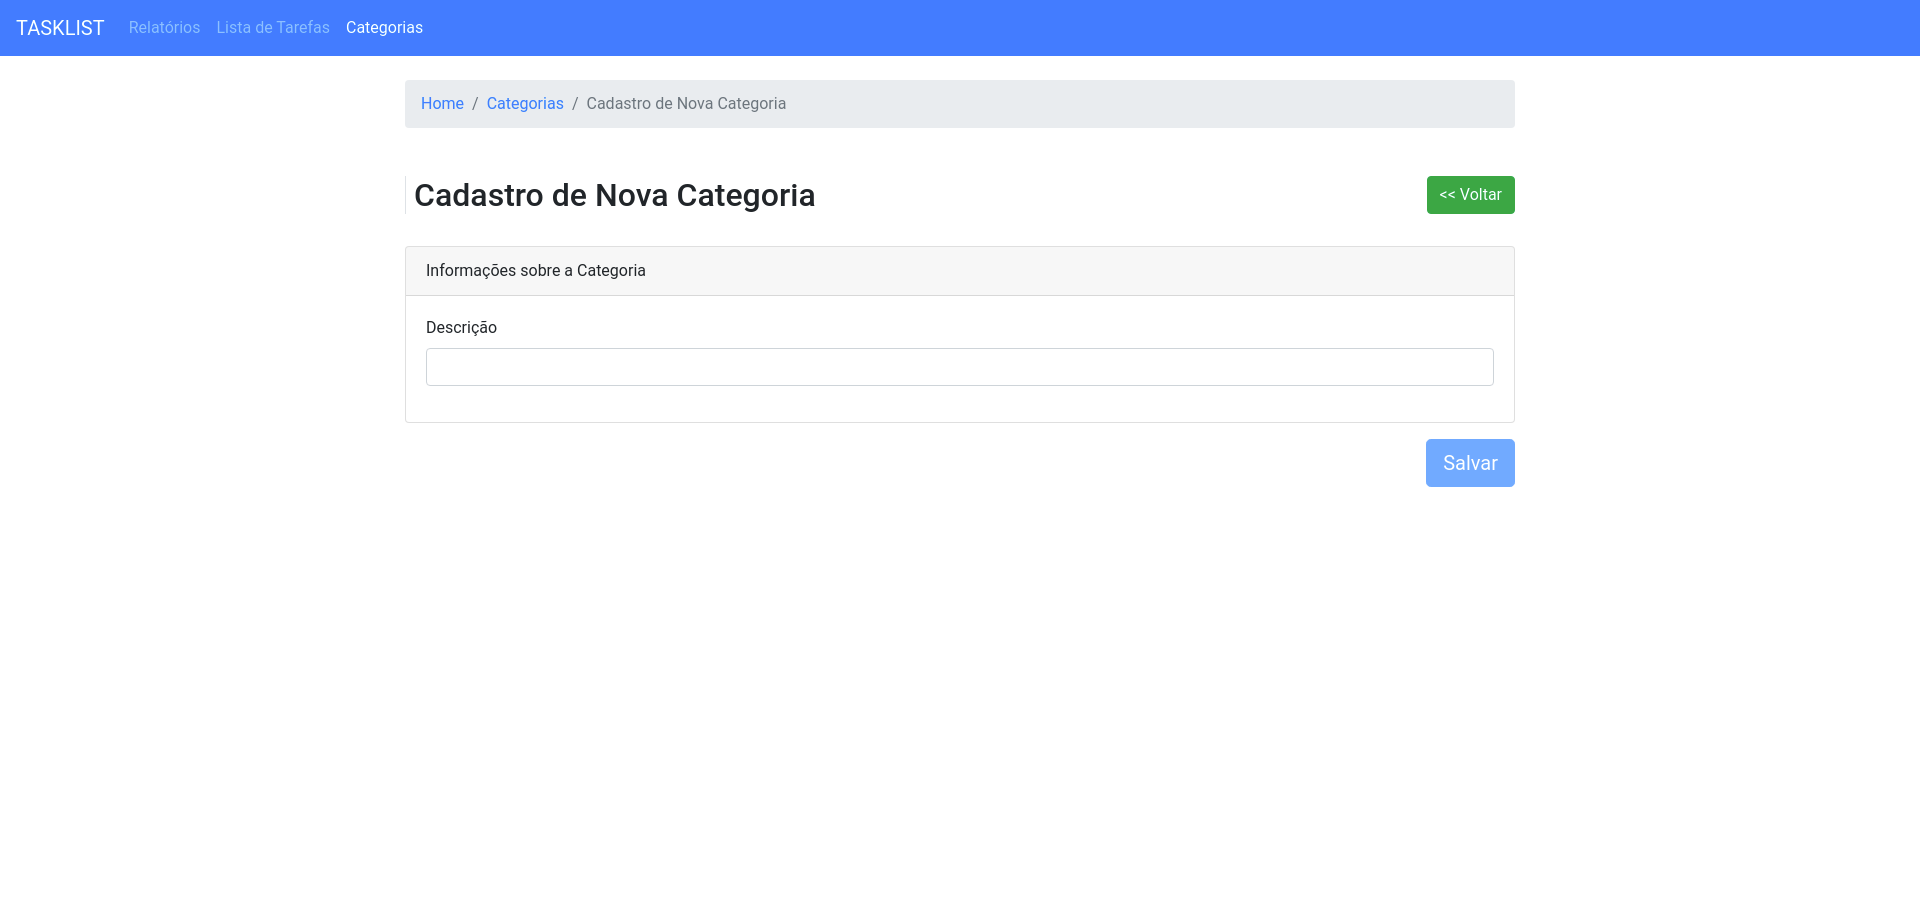 TASKLIST Relatórios Lista de Tarefas Categorias
Home / Categorias / Cadastro de Nova Categoria
Cadastro de Nova Categoria
<< Voltar
Informações sobre a Categoria
Descrição
Salvar